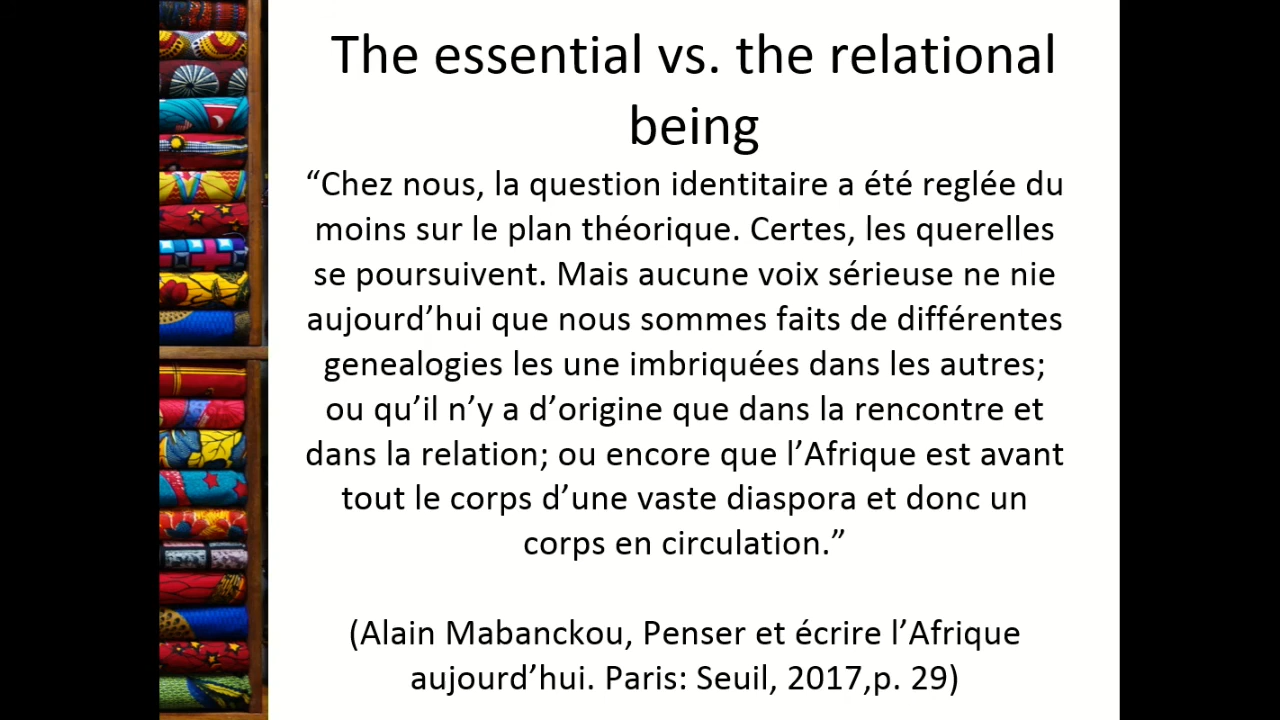 The essential vs. the relational
being
“Chez nous, la question identitaire a été reglée du
moins sur le plan théorique. Certes, les querelles
se poursuivent. Mais aucune voix sérieuse ne nie
aujourd’hui que nous sommes faits de différentes
genealogies les une imbriquées dans les autres;
ou qu’il n’y a d’origine que dans la rencontre et
dans la relation; ou encore que l’Afrique est avant
tout le corps d’une vaste diaspora et donc un
corps en circulation.”
(Alain Mabanckou, Penser et écrire l’Afrique
aujourd’hui. Paris: Seuil, 2017,p. 29)